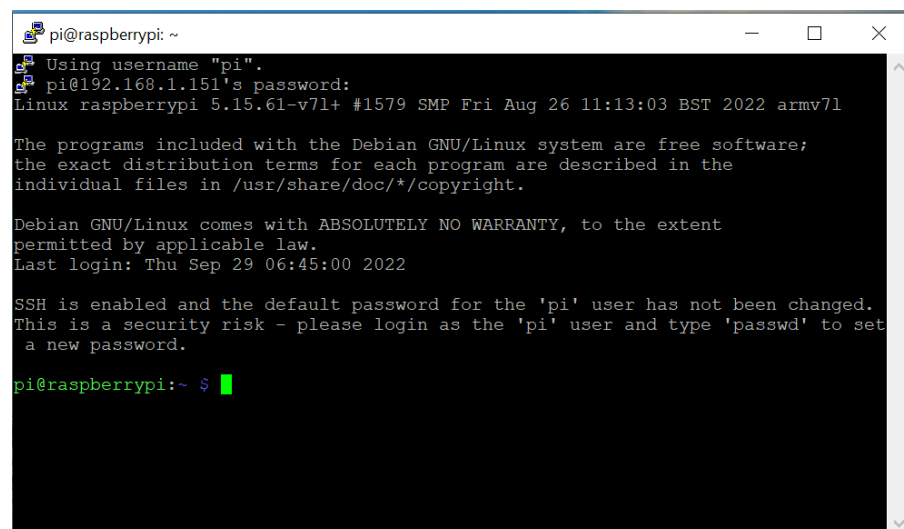 pi@raspberrypi: ~
Using username "pi".
pi@192.168.1.151's password:
Linux raspberrypi 5.15.61-v7l+ #1579 SMP Fri Aug 26 11:13:03 BST 2022 armv7l
The programs included with the Debian GNU/Linux system are free software;
the exact distribution terms for each program are described in the
individual files in /usr/share/doc/*/copyright.
Debian GNU/Linux comes with ABSOLUTELY NO WARRANTY, to the extent
permitted by applicable law.
Last login: Thu Sep 29 06:45:00 2022
SSH is enabled and the default password for the 'pi' user has not been changed.
This is a security risk - please login as the 'pi' user and type 'passwd' to set
a new password.
pi@raspberrypi:~ $